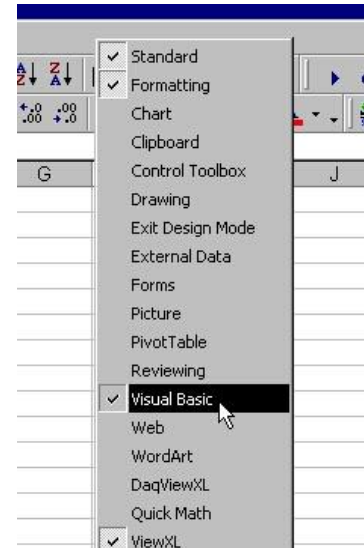 Standard
Formatting
Chart
Clipboard
Control Toolbox
Drawing
Exit Design Mode
External Data
Forms
Picture
PivotTable
Reviewing
Visual Basic
Web
WordArt
DaqViewXL
Quick Math
ViewXL
G
J